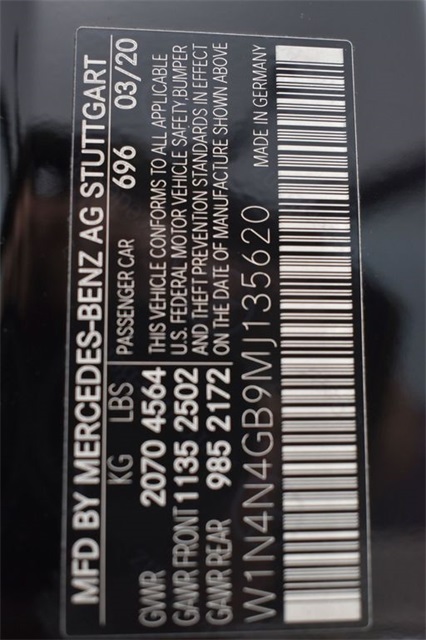 MFD BY MERCEDES-BENZ AG STUTTGART
KG LBS PASSENGER CAR 696 03/20
GWR 2070 4564 THIS VEHICLE CONFORMS TO ALL APPLICABLE
U.S. FEDERAL MOTOR VEHICLE SAFETY,BUMPER
GAWR FRONT 1135 2502 AND THEFT PREVENTION STANDARDS IN EFFECT
GAWR REAR 985 2172 ON THE DATE OF MANUFACTURE SHOWN ABOVE
W1N4N4GB9MJ135620 MADE IN GERMANY